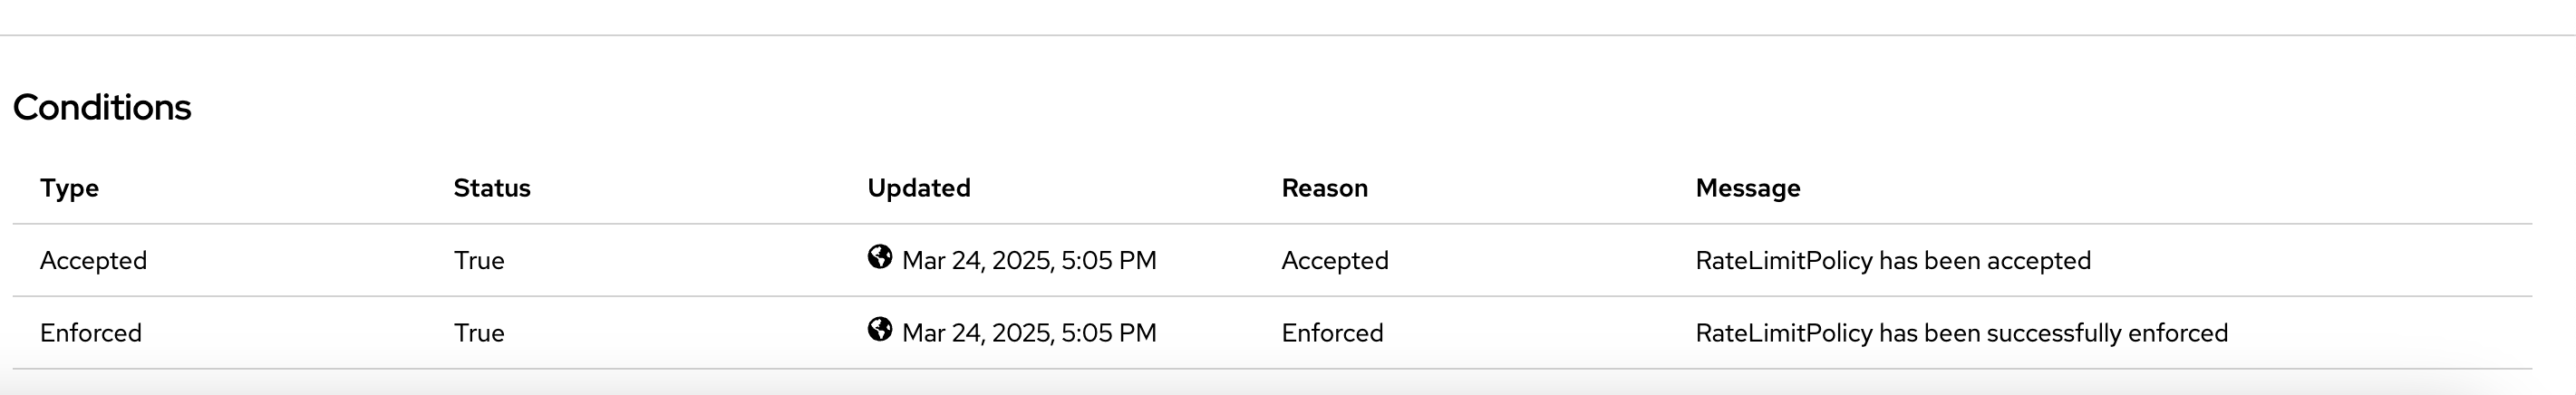 Conditions
Type Status Updated Reason Message
Accepted True Mar 24, 2025, 5:05 PM Accepted RateLimitPolicy has been accepted
Enforced True Mar 24, 2025, 5:05 PM Enforced RateLimitPolicy has been successfully enforced